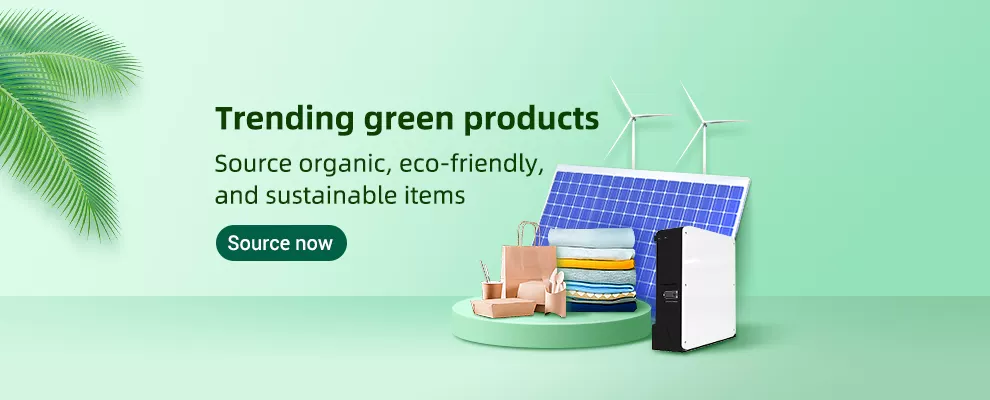 Trending green products
Source organic, eco-friendly,
and sustainable items
Source now